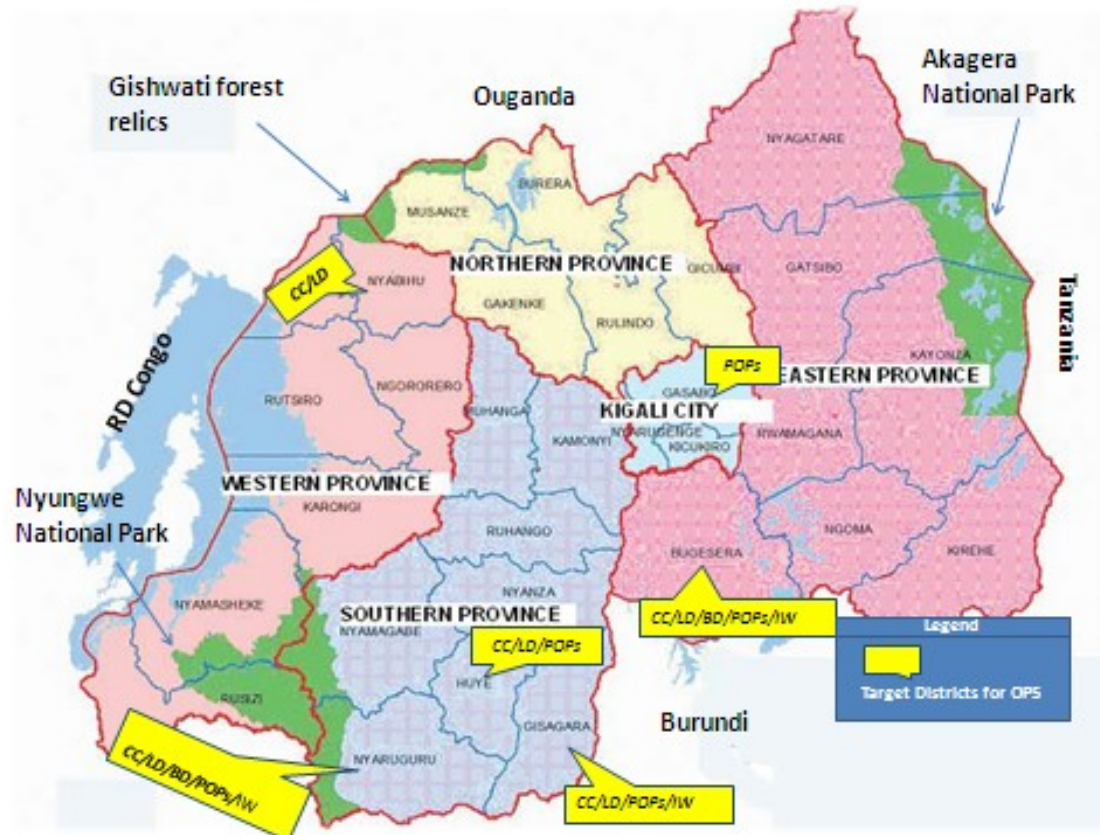 Akagera
National Park
Gishwati forest
relics
Ouganda
NYAGATARE
BURERA
MUSANZE
CC/LD
NYABIHU
NORTHERN PROVINCE
GICUMBI
GATSIBO
Tanzania
GAKENKE
RULINDO
RD Congo
POPs
KAYONZA
NGORORERO
GASABO
EASTERN PROVINCE
RUTSIRO
MUHANGA
KIGALI CITY
KAMONYI
NYARUGENGE
RWAMAGANA
KICUKIRO
WESTERN PROVINCE
Nyungwe
National Park
KARONGI
RUHANGO
NGOMA
BUGESERA
KIREHE
NYANZA
NYAMASHEKE
SOUTHERN PROVINCE
CC/LD/BD/POPs/IW
NYAMAGABE
CC/LD/POPs
Legend
HUYE
Target Districts for OP5
RUSIZI
Burundi
GISAGARA
CC/LD/BD/POPs/IW
NYARUGURU
CC/LD/POPs/IW